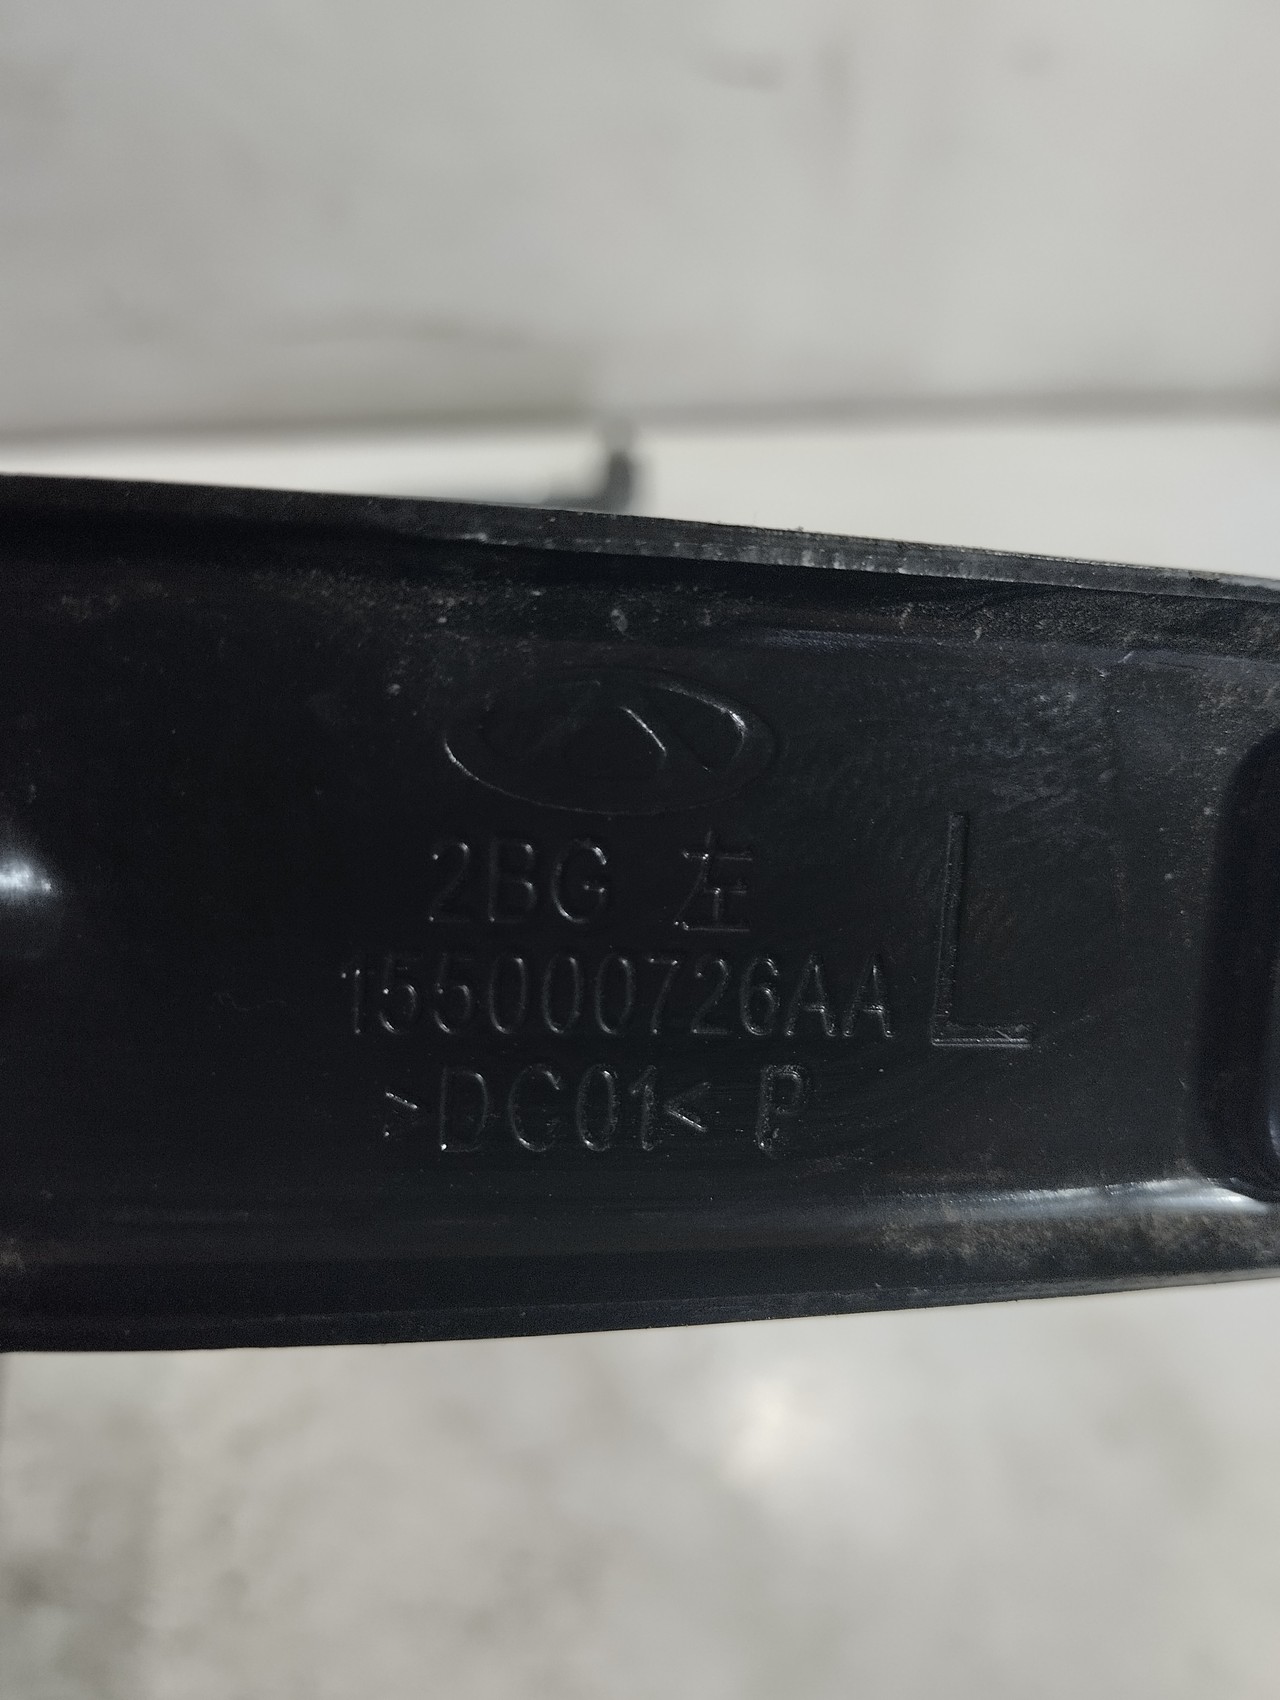 2BG 左
155000726AA L
>DC01< P